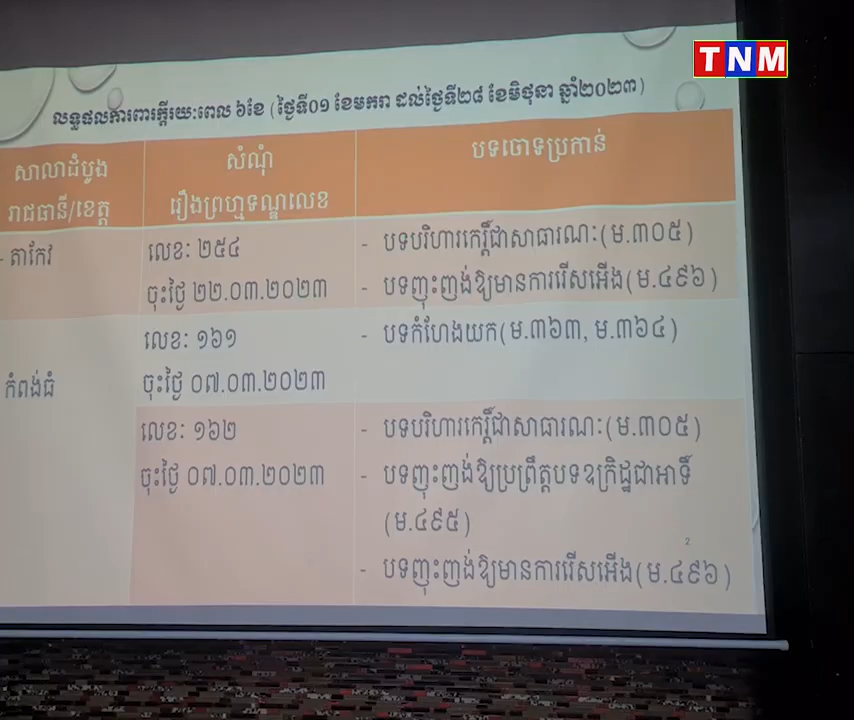 TNM
លទ្ធផលការពារក្តីរយៈពេល ៦ខែ (ថ្ងៃទី០១ ខែមករា ដល់ថ្ងៃទី២៨ ខែមិថុនា ឆ្នាំ២០២៣)
សាលាដំបូង
រាជធានី/ខេត្ត
សំណុំ
រឿងព្រហ្មទណ្ឌលេខ
បទចោទប្រកាន់
- តាកែវ
លេខៈ ២៥៤
ចុះថ្ងៃ ២២.០៣.២០២៣
- បទបរិហារកេរ្តិ៍ជាសាធារណៈ(ម.៣០៥)
- បទញុះញង់ឱ្យមានការរើសអើង(ម.៤៩៦)
កំពង់ធំ
លេខៈ ១៦១
ចុះថ្ងៃ ០៧.០៣.២០២៣
- បទកំហែងយក(ម.៣៦៣, ម.៣៦៤)
លេខៈ ១៦២
ចុះថ្ងៃ ០៧.០៣.២០២៣
- បទបរិហារកេរ្តិ៍ជាសាធារណៈ(ម.៣០៥)
- បទញុះញង់ឱ្យប្រព្រឹត្តបទឧក្រិដ្ឋជាអាទិ៍
(ម.៤៩៥)
- បទញុះញង់ឱ្យមានការរើសអើង(ម.៤៩៦)
2